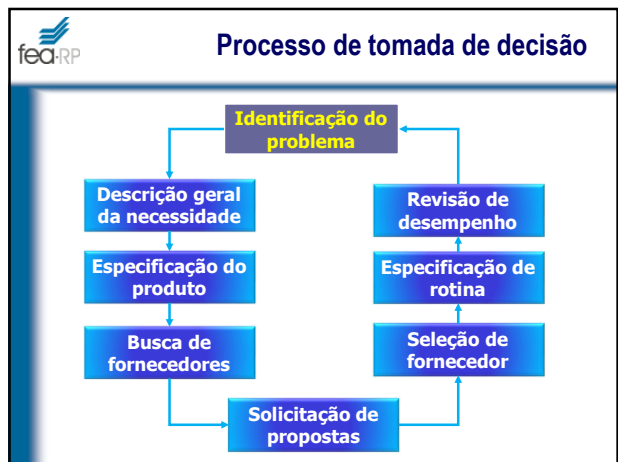 fea-RP
Processo de tomada de decisão
Identificação do
problema
Descrição geral
da necessidade
Especificação do
produto
Busca de
fornecedores
Solicitação de
propostas
Seleção de
fornecedor
Especificação de
rotina
Revisão de
desempenho